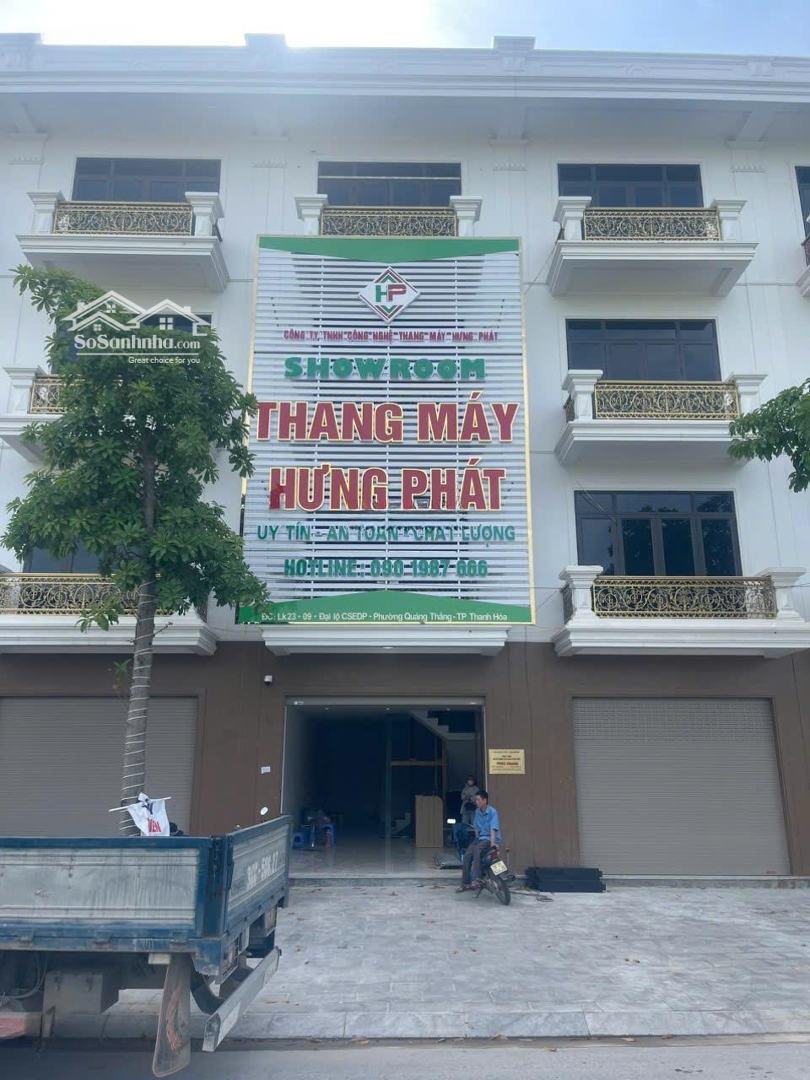 SoSanhnha.com
Great choice for you
HP
CÔNG TY TNHH CÔNG NGHỆ THANG MÁY HƯNG PHÁT
SHOWROOM
THANG MÁY
HƯNG PHÁT
UY TÍN - AN TOÀN - CHẤT LƯỢNG
HOTLINE: 090 1987 666
ĐC: Lk23 - 09 - Đại lộ CSEDP - Phường Quảng Thắng - TP Thanh Hóa